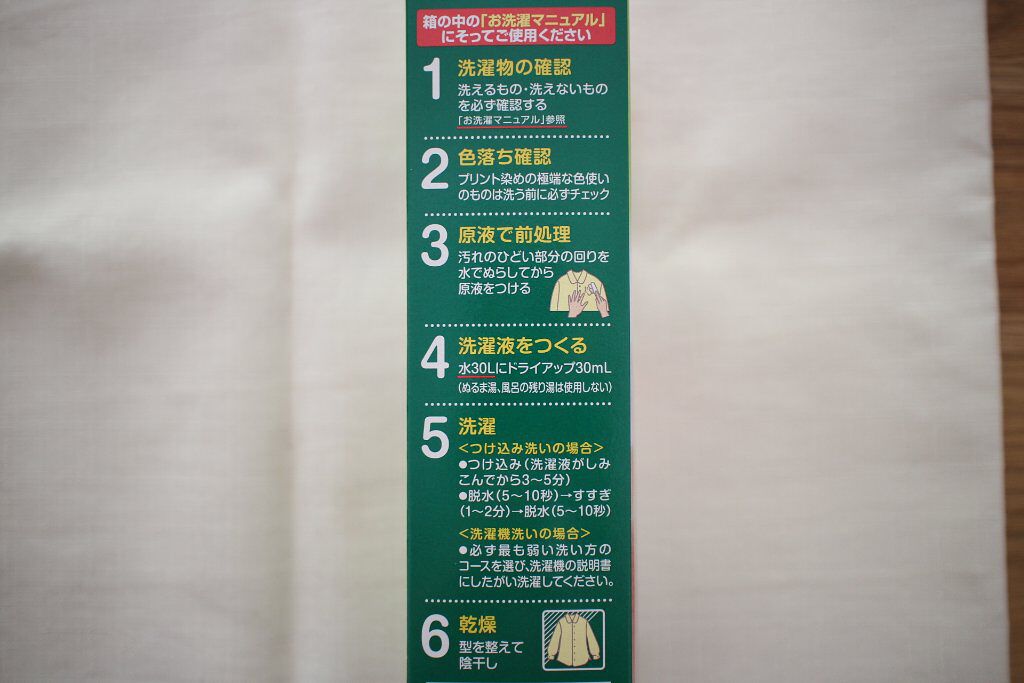 箱の中の「お洗濯マニュアル」
にそってご使用ください
1 洗濯物の確認
洗えるもの・洗えないもの
を必ず確認する
「お洗濯マニュアル」参照
2 色落ち確認
プリント染めの極端な色使い
のものは洗う前に必ずチェック
3 原液で前処理
汚れのひどい部分の回りを
水でぬらしてから
原液をつける
4 洗濯液をつくる
水30Lにドライアップ30mL
(ぬるま湯、風呂の残り湯は使用しない)
5 洗濯
<つけ込み洗いの場合>
●つけ込み(洗濯液がしみ
こんでから3～5分)
●脱水(5～10秒)→すすぎ
(1～2分)→脱水(5～10秒)
<洗濯機洗いの場合>
●必ず最も弱い洗い方の
コースを選び、洗濯機の説明書
にしたがい洗濯してください。
6 乾燥
型を整えて
陰干し